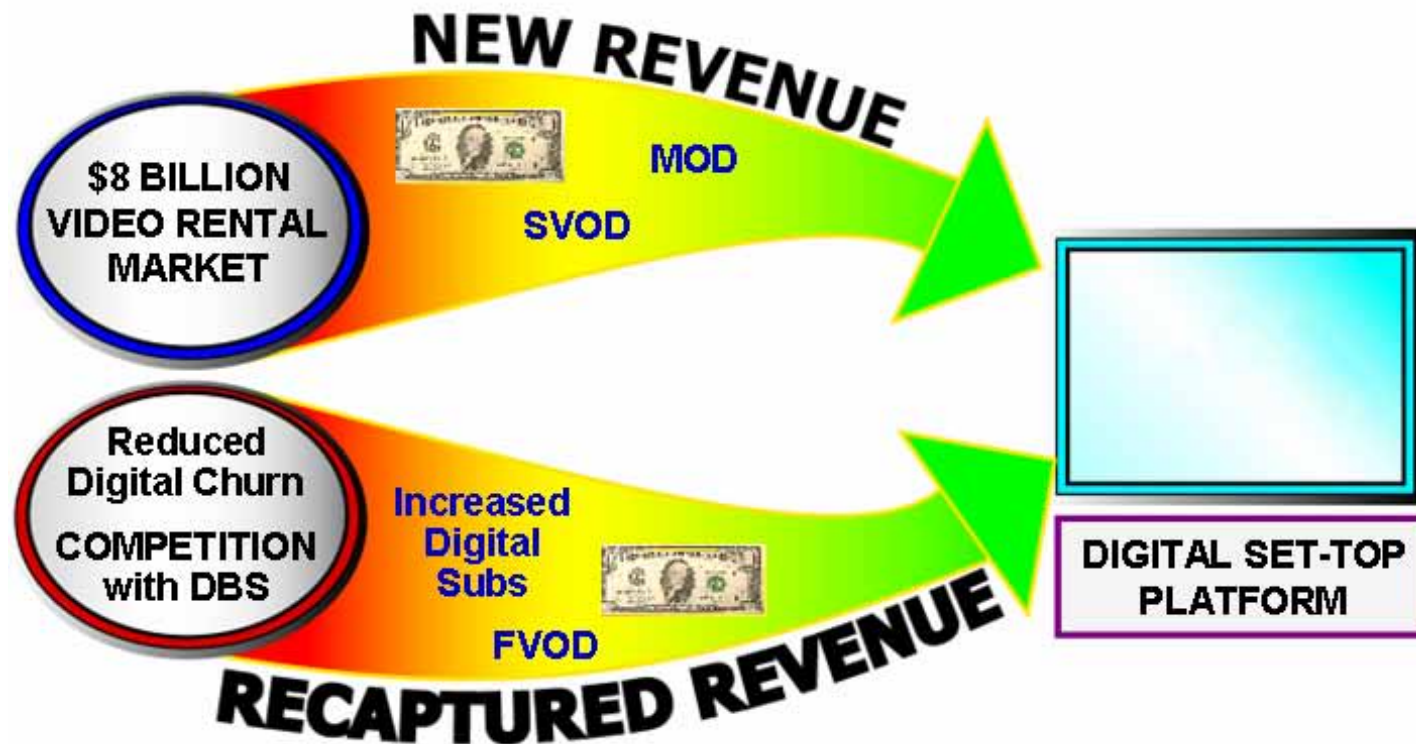 NEW REVENUE
$8 BILLION
VIDEO RENTAL
MARKET
MOD
SVOD
Reduced
Digital Churn
COMPETITION
with DBS
Increased
Digital
Subs
FVOD
RECAPTURED REVENUE
DIGITAL SET-TOP
PLATFORM